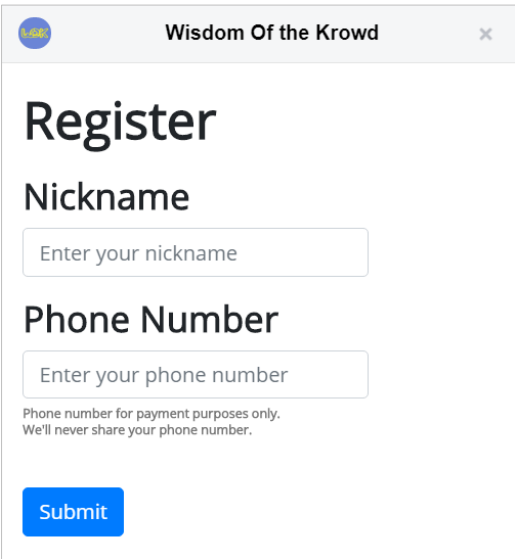 Wisdom Of the Krowd
×
Register
Nickname
Enter your nickname
Phone Number
Enter your phone number
Phone number for payment purposes only.
We'll never share your phone number.
Submit